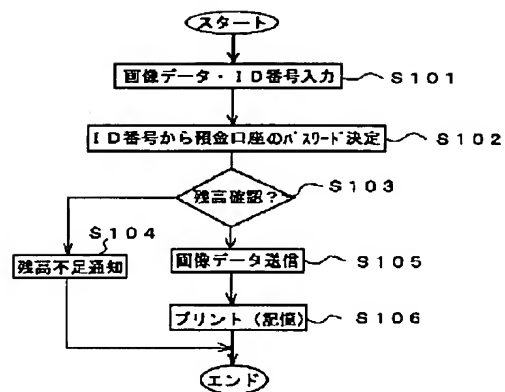 スタート
画像データ・ID番号入力 S101
ID番号から預金口座のパスワード決定 S102
残高確認? S103
S104
残高不足通知
画像データ送信 S105
プリント(記憶) S106
エンド